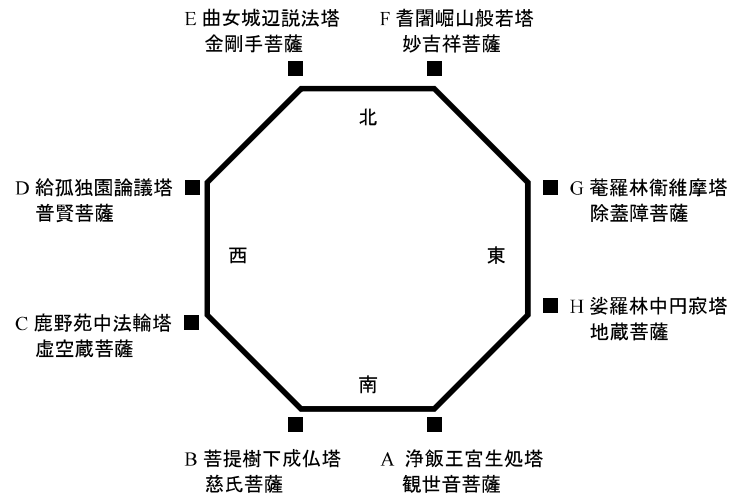 E 曲女城辺説法塔
金剛手菩薩
F 耆闍崛山般若塔
妙吉祥菩薩
北
D 給孤独園論議塔
普賢菩薩
G 菴羅林衛維摩塔
除蓋障菩薩
西
東
C 鹿野苑中法輪塔
虚空蔵菩薩
H 娑羅林中円寂塔
地蔵菩薩
南
B 菩提樹下成仏塔
慈氏菩薩
A 浄飯王宮生処塔
観世音菩薩